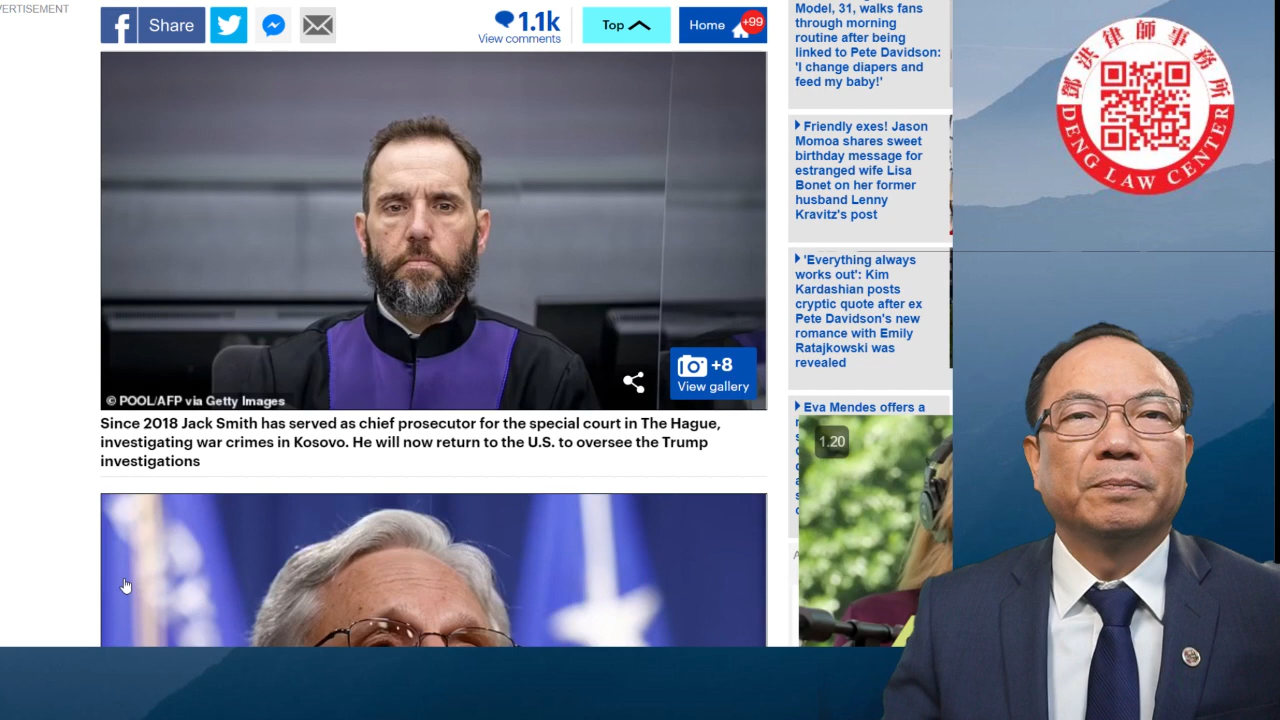 VERTISEMENT
Share
1.1k
View comments
Top
Home
+99
+8
View gallery
© POOL/AFP via Getty Images
Since 2018 Jack Smith has served as chief prosecutor for the special court in The Hague,
investigating war crimes in Kosovo. He will now return to the U.S. to oversee the Trump
investigations
Model, 31, walks fans
through morning
routine after being
linked to Pete Davidson:
'I change diapers and
feed my baby!'
Friendly exes! Jason
Momoa shares sweet
birthday message for
estranged wife Lisa
Bonet on her former
husband Lenny
Kravitz's post
'Everything always
works out': Kim
Kardashian posts
cryptic quote after ex
Pete Davidson's new
romance with Emily
Ratajkowski was
revealed
Eva Mendes offers a
1.20
鄧洪律師事務所
DENG LAW CENTER